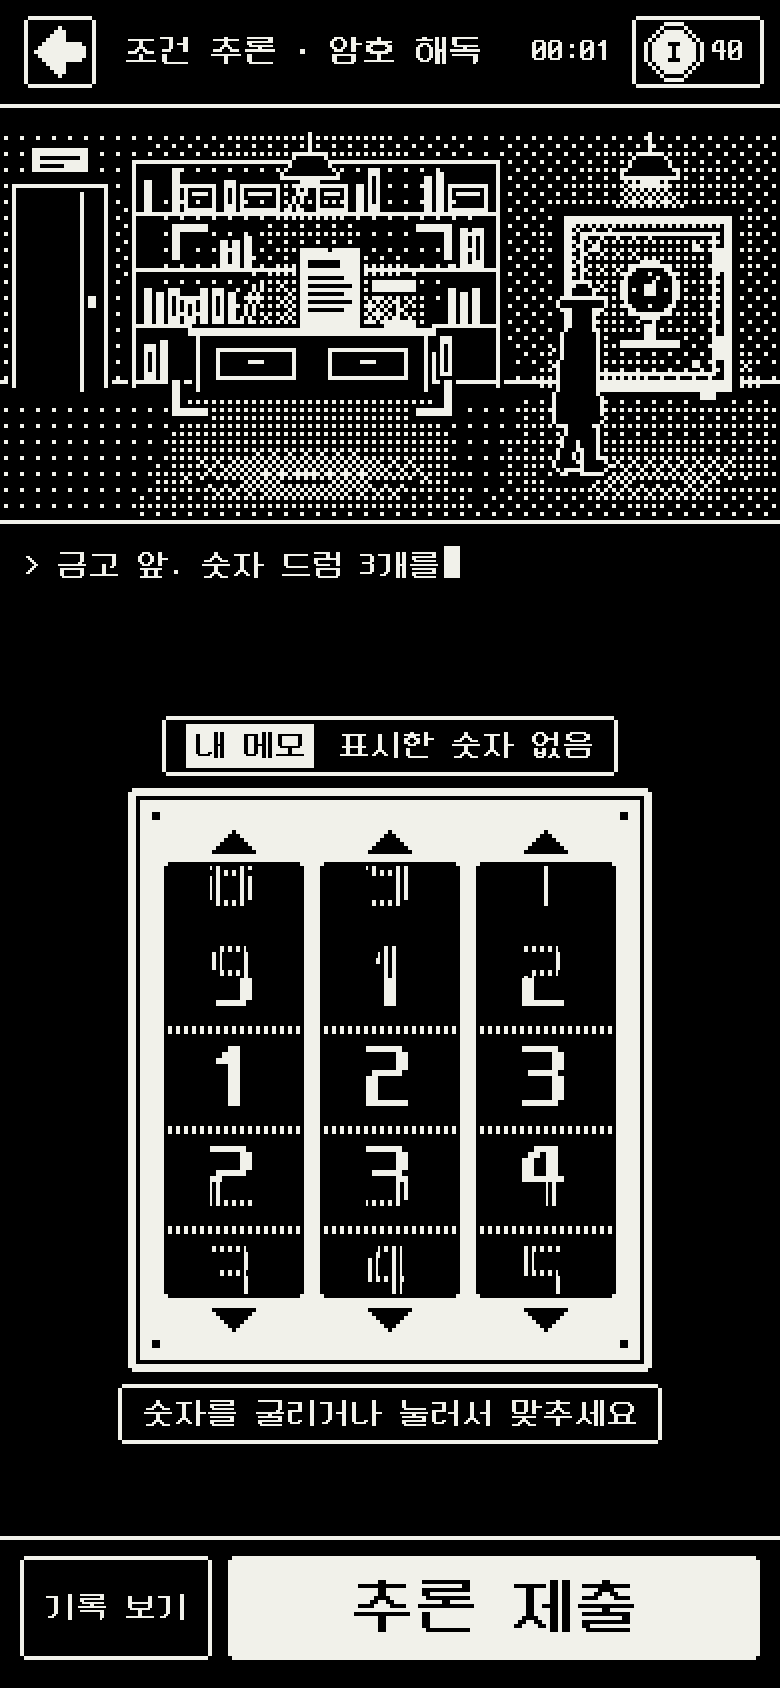 조건 추론 · 암호 해독 00:01 I 40
> 금고 앞. 숫자 드럼 3개를
내 메모 표시한 숫자 없음
9 1 2
1 2 3
2 3 4
3 4 5
숫자를 굴리거나 눌러서 맞추세요
기록 보기 추론 제출